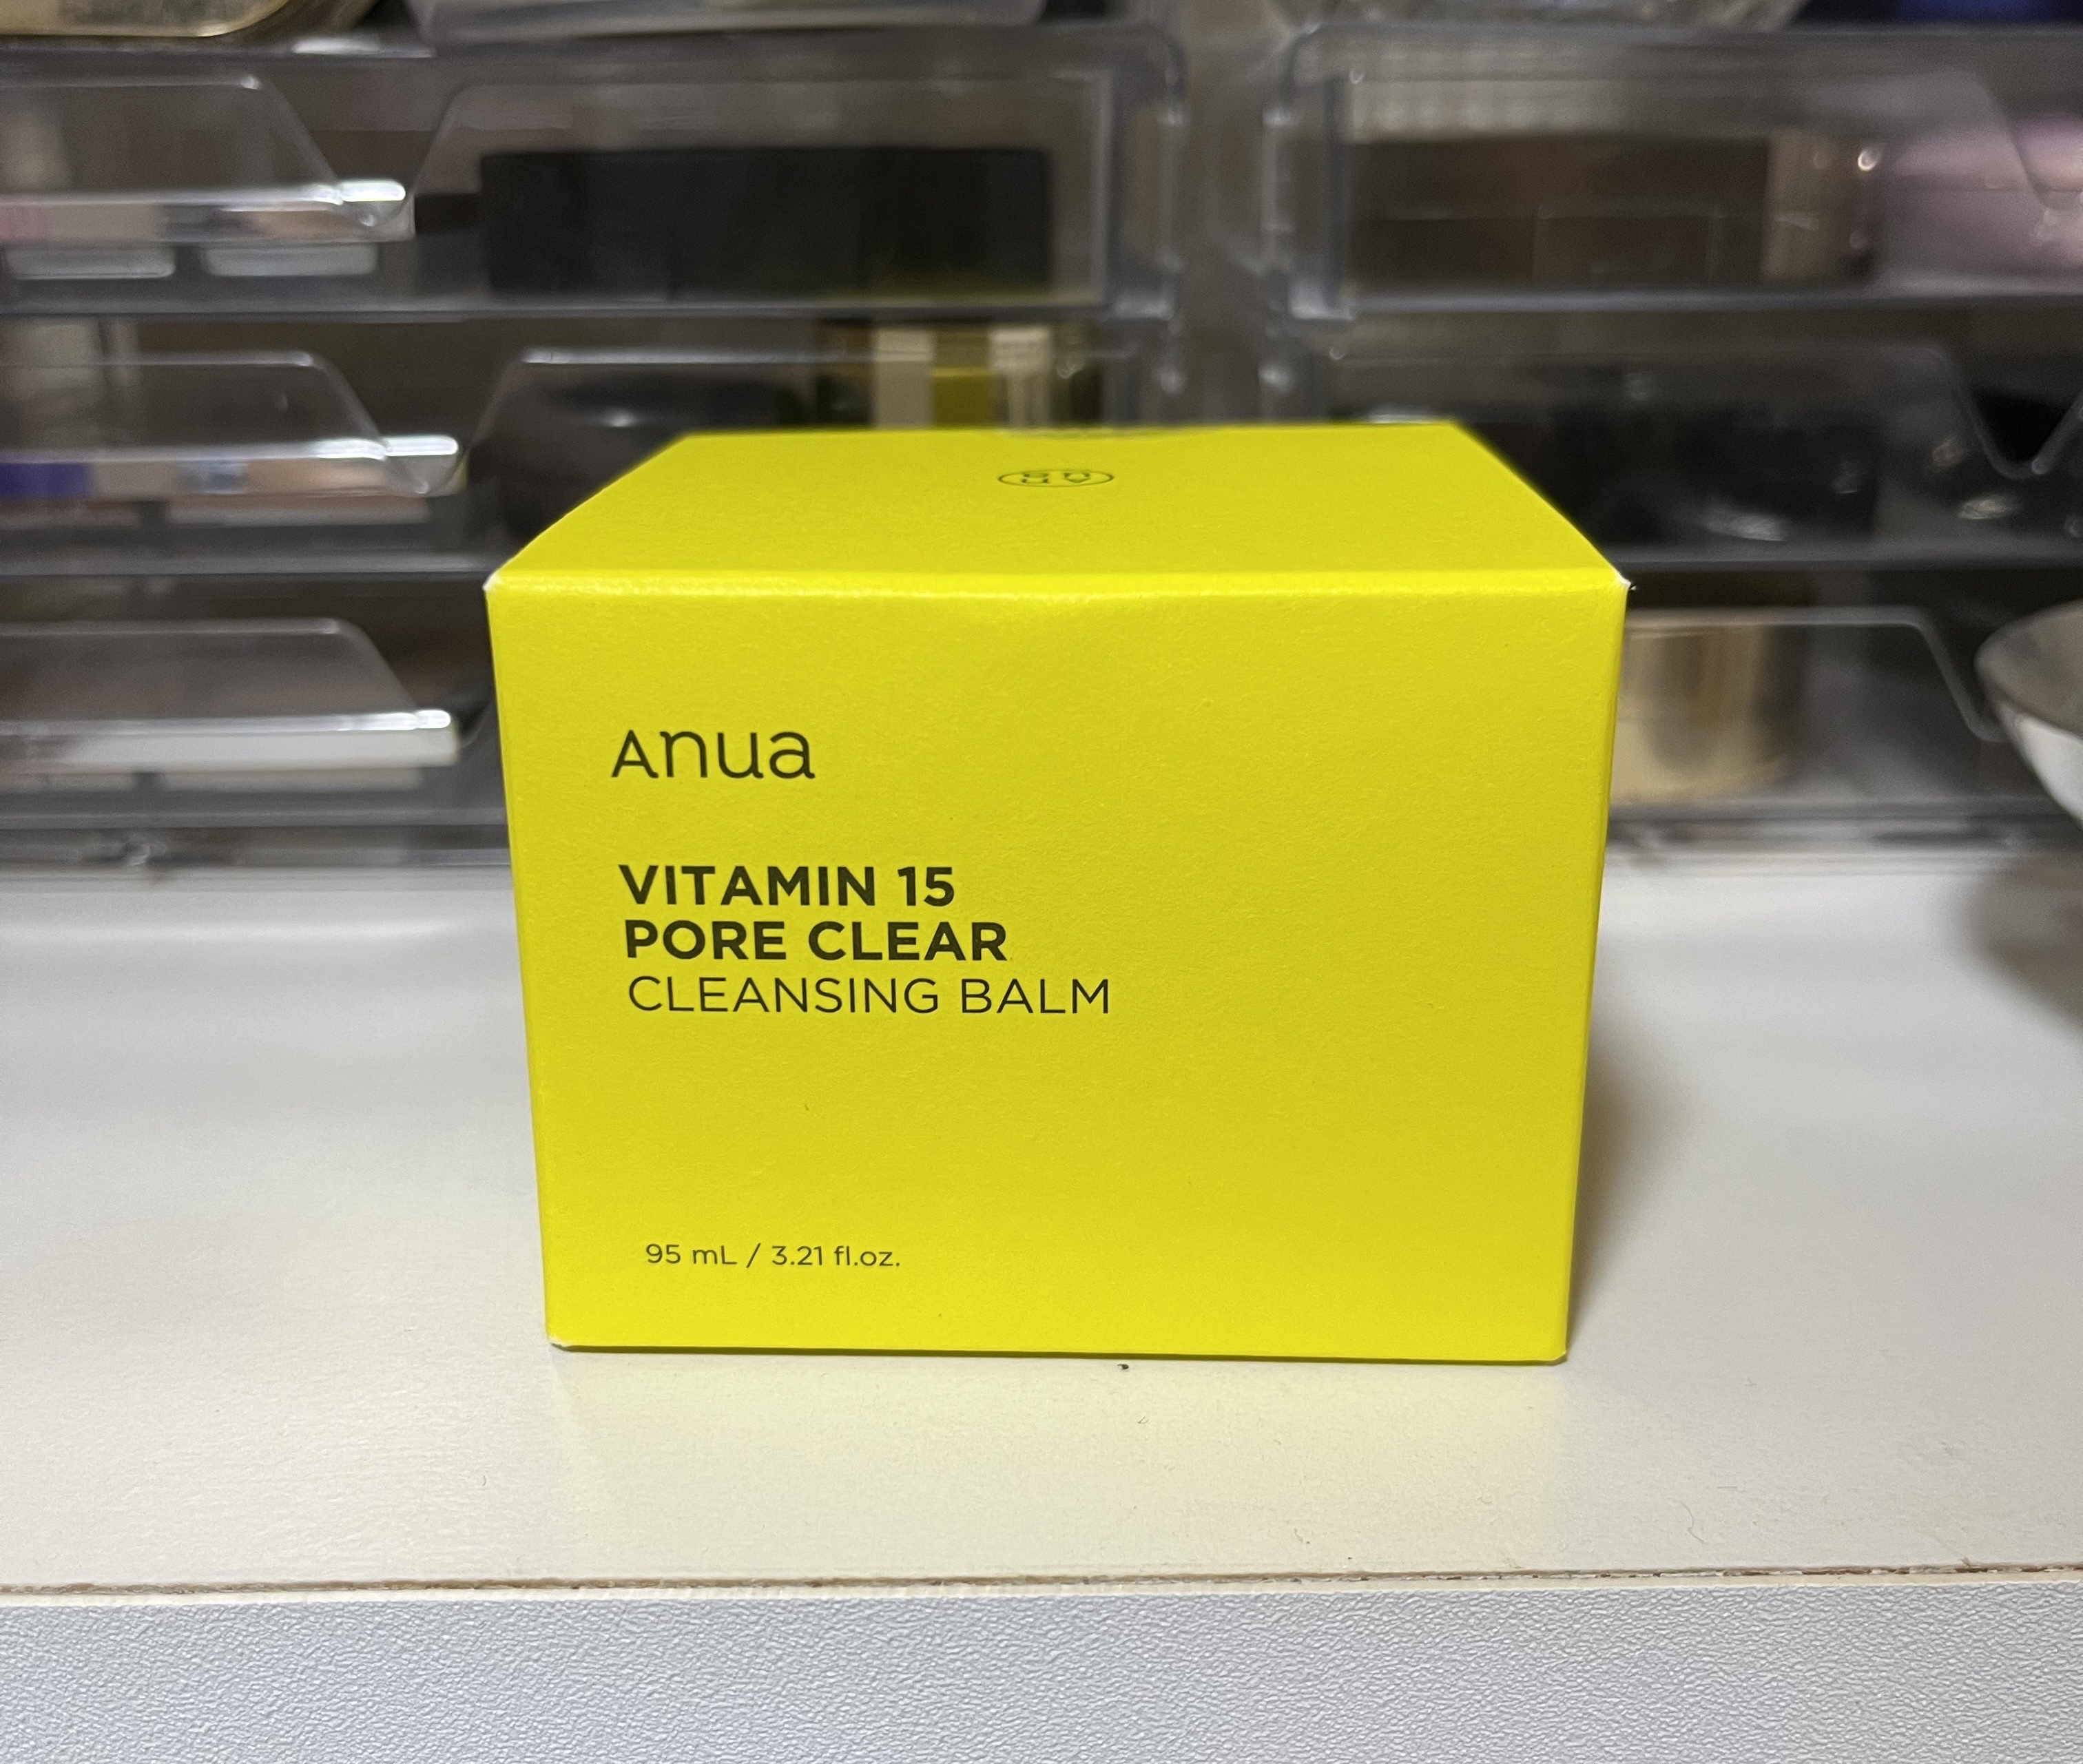 Anua
VITAMIN 15
PORE CLEAR
CLEANSING BALM
95 mL / 3.21 fl.oz.